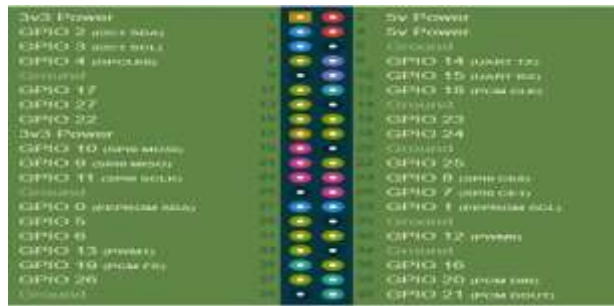 3v3 Power 5v Power
GPIO 2 (I2C1 SDA) 5v Power
GPIO 3 (I2C1 SCL) Ground
GPIO 4 (GPCLK0) GPIO 14 (UART TX)
Ground GPIO 15 (UART RX)
GPIO 17 GPIO 18 (PCM CLK)
GPIO 27 Ground
GPIO 22 GPIO 23
3v3 Power GPIO 24
GPIO 10 (SPI0 MOSI) Ground
GPIO 9 (SPI0 MISO) GPIO 25
GPIO 11 (SPI0 SCLK) GPIO 8 (SPI0 CE0)
Ground GPIO 7 (SPI0 CE1)
GPIO 0 (EEPROM SDA) GPIO 1 (EEPROM SCL)
GPIO 5 Ground
GPIO 6 GPIO 12 (PWM0)
GPIO 13 (PWM1) Ground
GPIO 19 (PCM FS) GPIO 16
GPIO 26 GPIO 20 (PCM DIN)
Ground GPIO 21 (PCM DOUT)